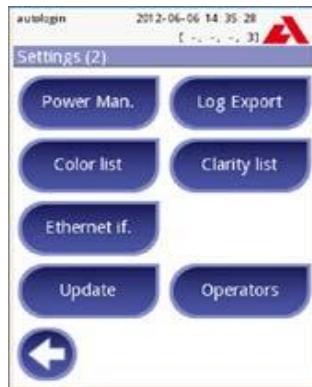 autologin 2012-06-06 14:35:28
[ -, -, -, 3]
Settings (2)
Power Man. Log Export
Color list Clarity list
Ethernet if.
Update Operators